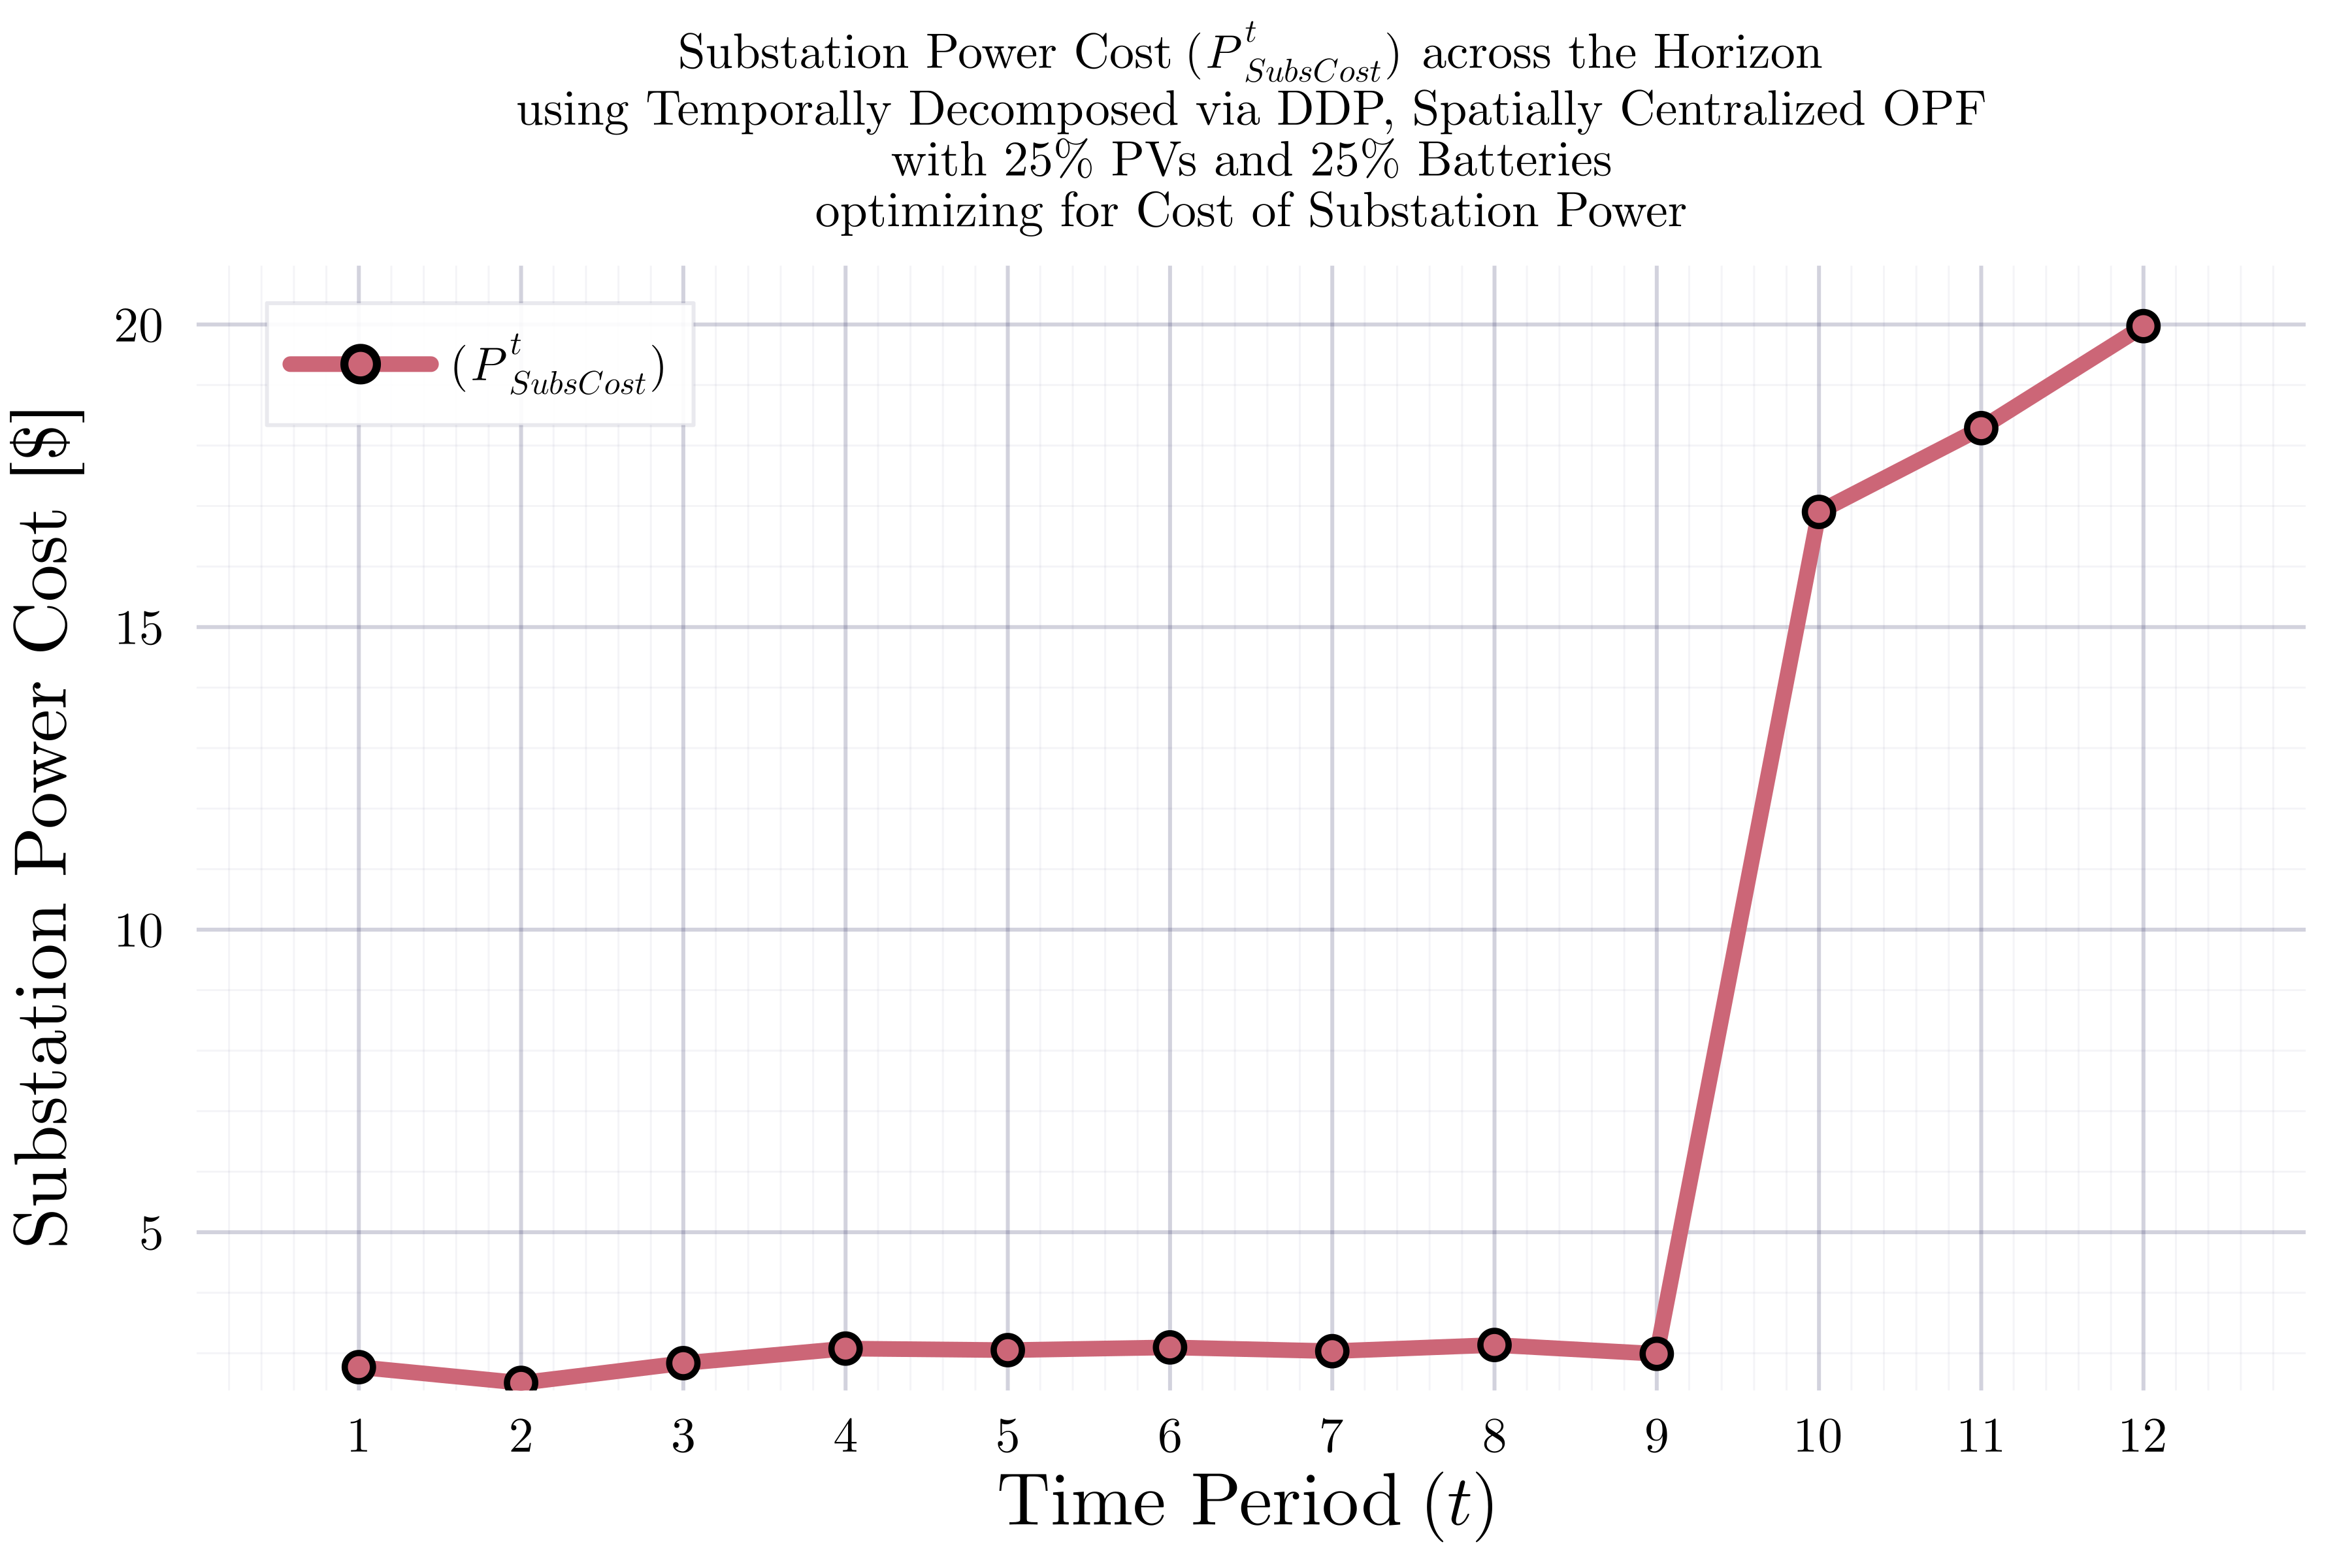 Substation Power Cost (P^t_SubsCost) across the Horizon
using Temporally Decomposed via DDP, Spatially Centralized OPF
with 25% PVs and 25% Batteries
optimizing for Cost of Substation Power
(P^t_SubsCost)
Substation Power Cost [$]
20
15
10
5
1 2 3 4 5 6 7 8 9 10 11 12
Time Period (t)